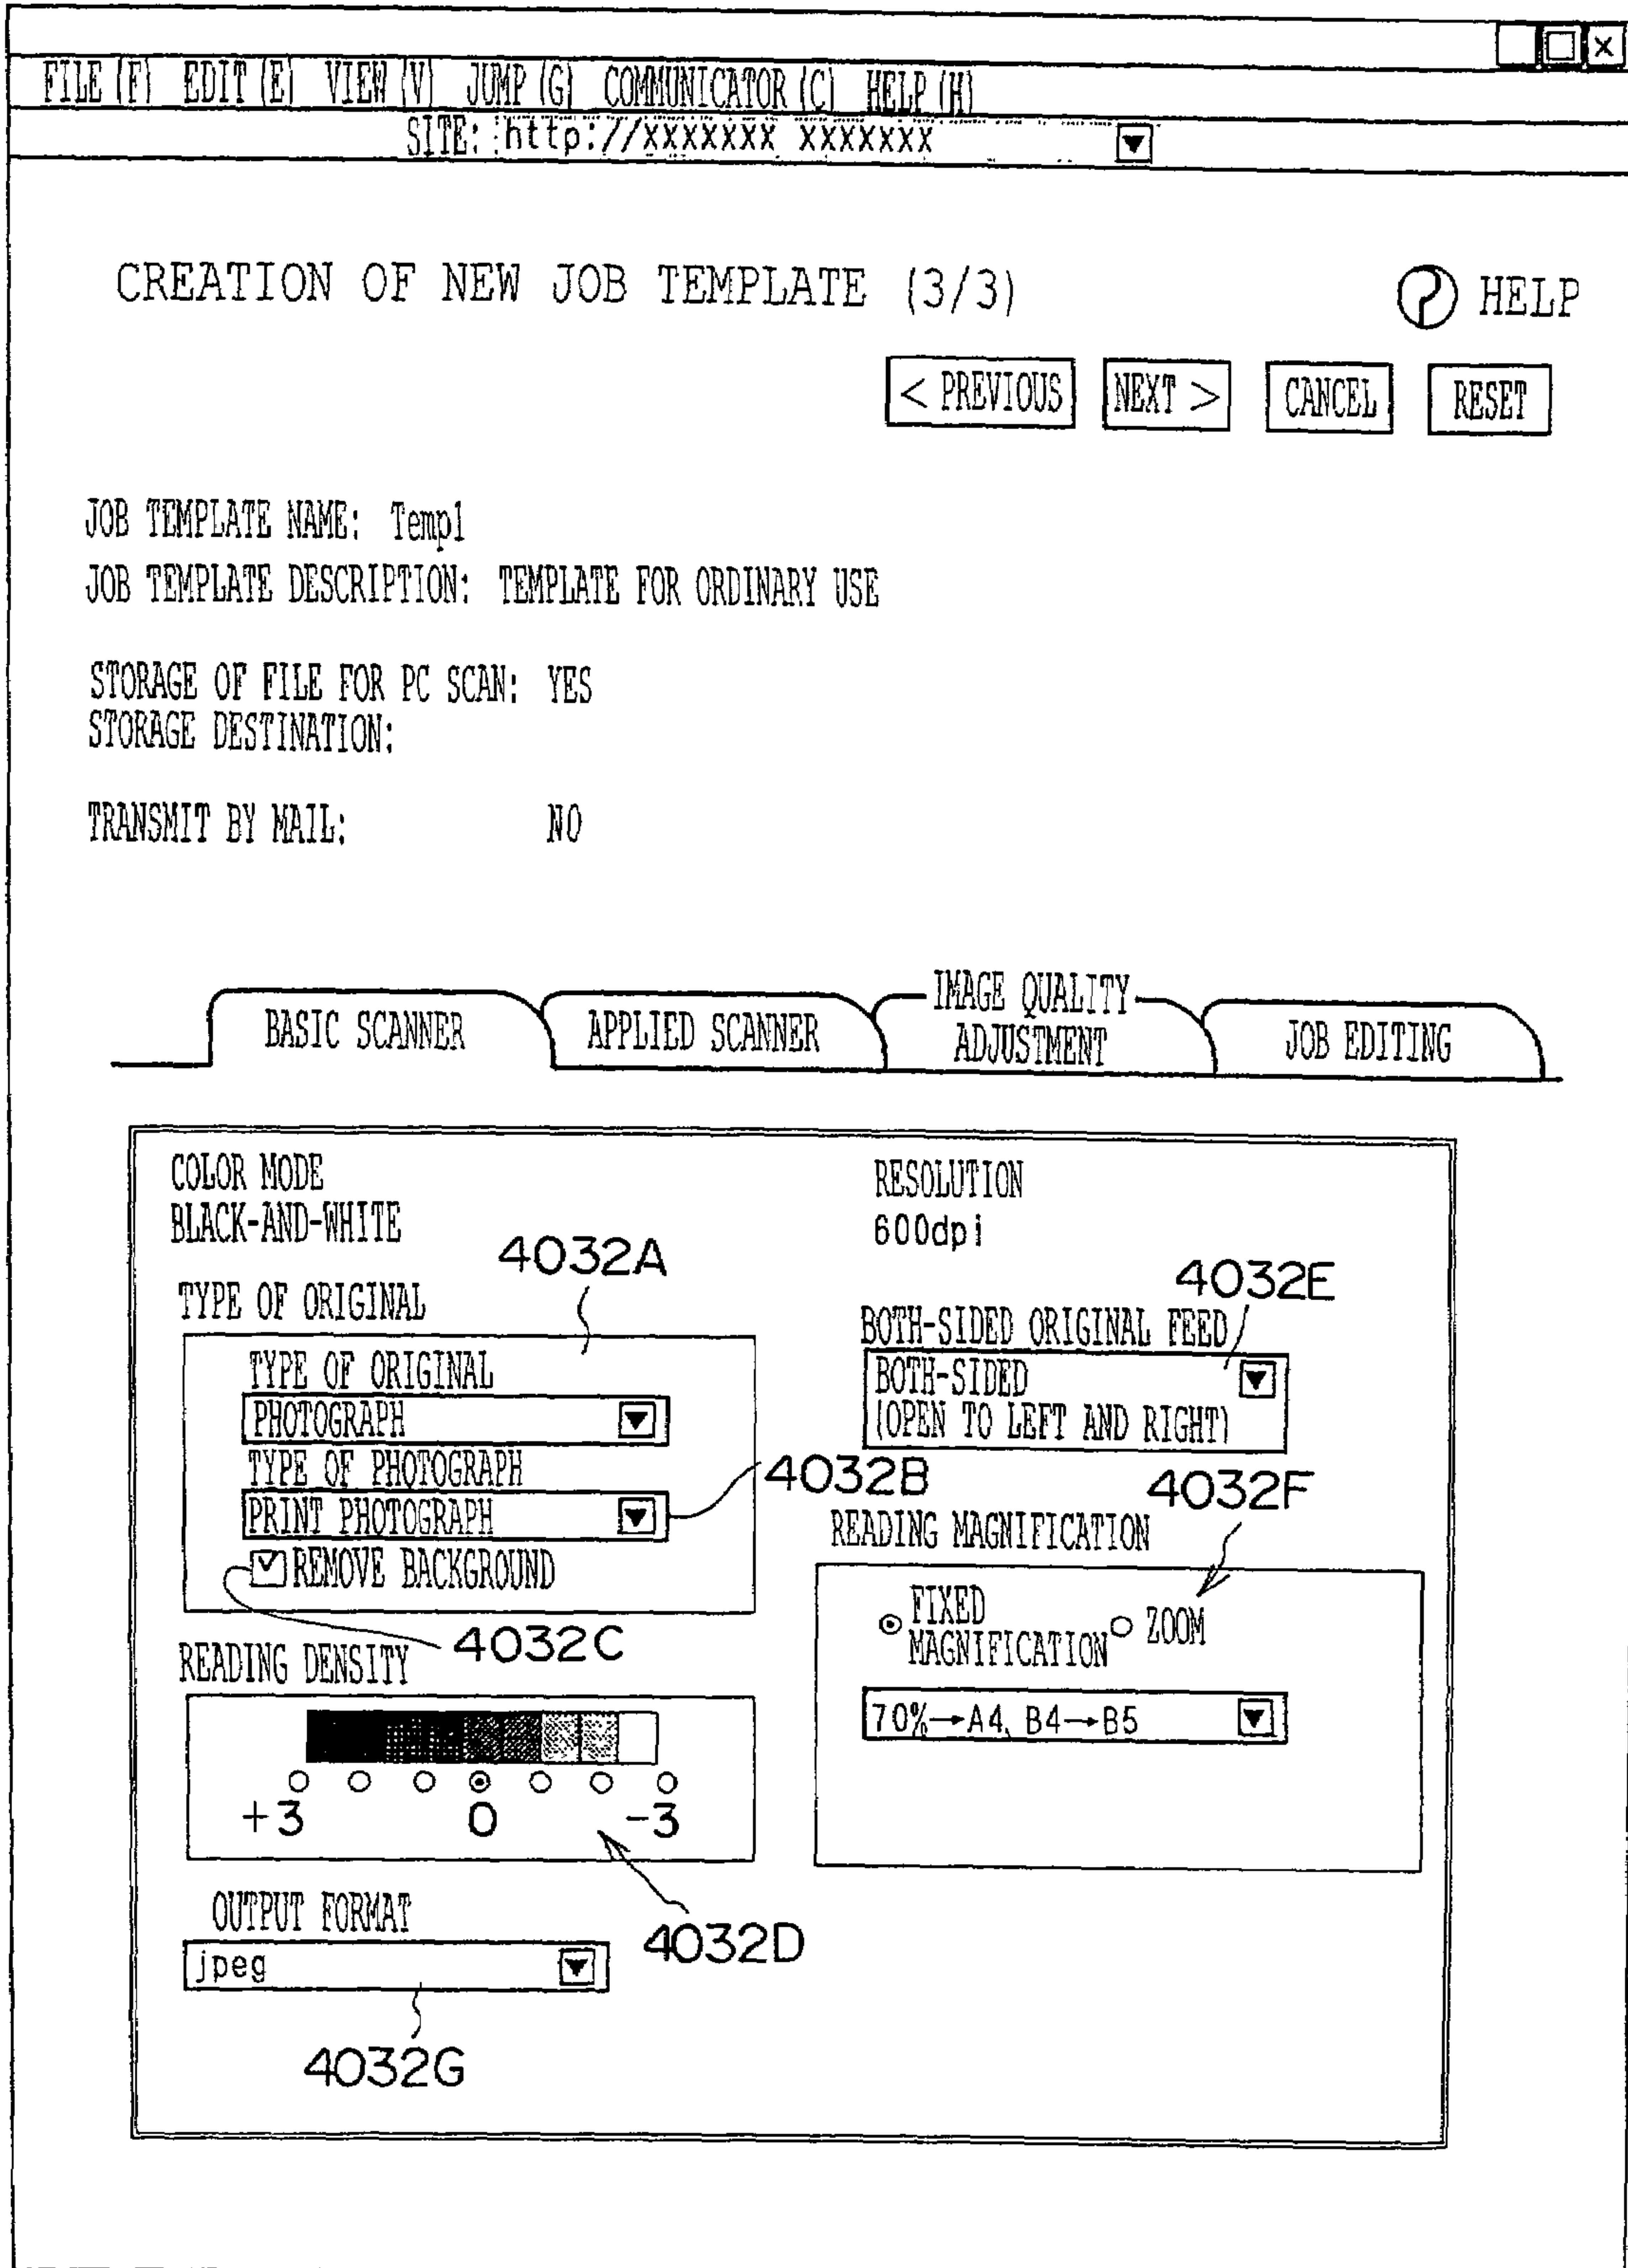 FILE (F) EDIT (E) VIEW (V) JUMP (G) COMMUNICATOR (C) HELP (H)
SITE: http://XXXXXXX XXXXXXX
CREATION OF NEW JOB TEMPLATE (3/3)
HELP
< PREVIOUS NEXT > CANCEL RESET
JOB TEMPLATE NAME: Temp1
JOB TEMPLATE DESCRIPTION: TEMPLATE FOR ORDINARY USE
STORAGE OF FILE FOR PC SCAN: YES
STORAGE DESTINATION:
TRANSMIT BY MAIL: NO
BASIC SCANNER
APPLIED SCANNER
IMAGE QUALITY
ADJUSTMENT
JOB EDITING
COLOR MODE
BLACK-AND-WHITE
4032A
TYPE OF ORIGINAL
TYPE OF ORIGINAL
PHOTOGRAPH
TYPE OF PHOTOGRAPH
PRINT PHOTOGRAPH
4032B
REMOVE BACKGROUND
4032C
READING DENSITY
+3 0 -3
4032D
OUTPUT FORMAT
jpeg
4032G
RESOLUTION
600dpi
4032E
BOTH-SIDED ORIGINAL FEED
BOTH-SIDED
(OPEN TO LEFT AND RIGHT)
4032F
READING MAGNIFICATION
FIXED
MAGNIFICATION
ZOOM
70%→A4, B4→B5